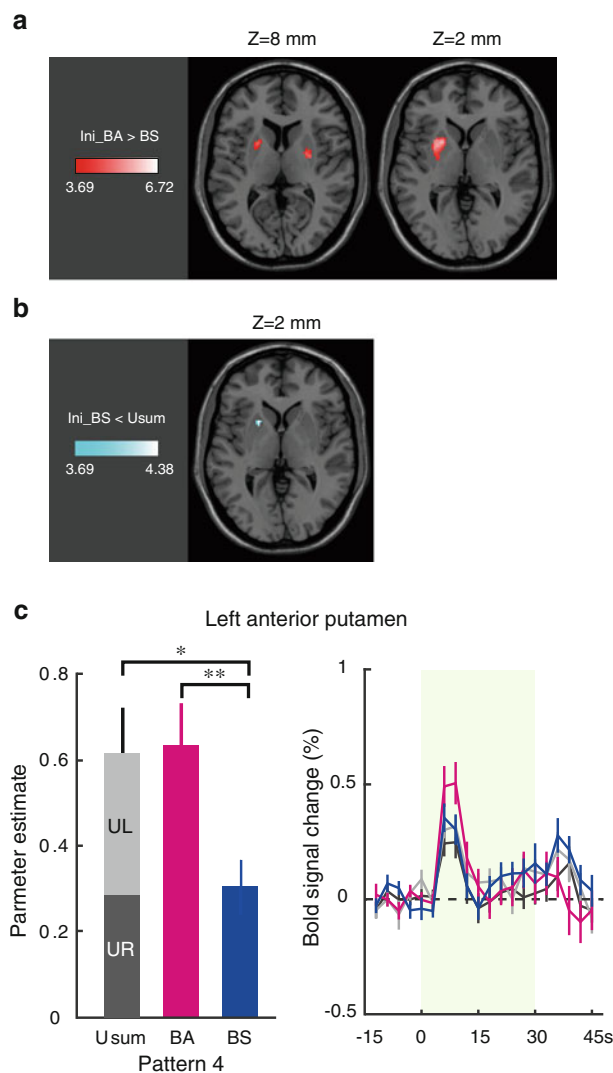 a
Z=8 mm
Z=2 mm
Ini_BA > BS
3.69 6.72
b
Z=2 mm
Ini_BS < Usum
3.69 4.38
c
Left anterior putamen
Parmeter estimate
0.8
0.6
0.4
0.2
0
*
**
UL
UR
Usum BA BS
Pattern 4
Bold signal change (%)
1
0.5
0
-0.5
-15 0 15 30 45s